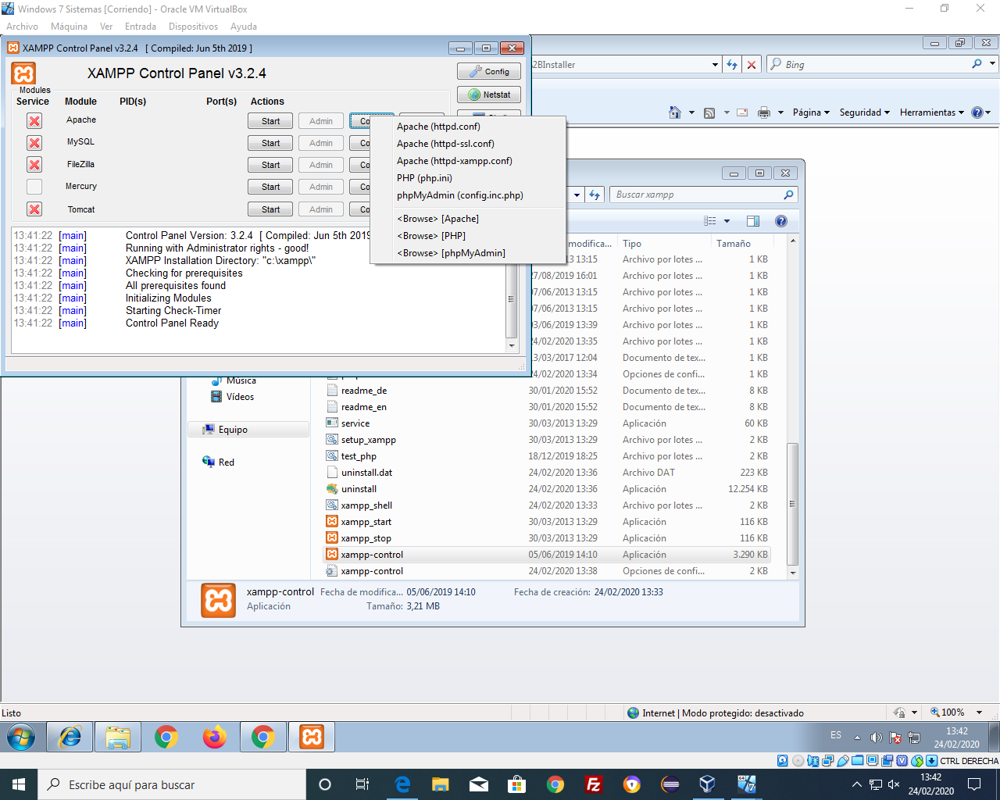 Windows 7 Sistemas [Corriendo] - Oracle VM VirtualBox
Archivo Máquina Ver Entrada Dispositivos Ayuda
XAMPP Control Panel v3.2.4 [ Compiled: Jun 5th 2019 ]
2BInstaller
Bing
XAMPP Control Panel v3.2.4
Config
Netstat
Página Seguridad Herramientas
Modules
Service Module PID(s) Port(s) Actions
Apache Start Admin Co
MySQL Start Admin Co
FileZilla Start Admin Co
Mercury Start Admin Co
Tomcat Start Admin Co
Apache (httpd.conf)
Apache (httpd-ssl.conf)
Apache (httpd-xampp.conf)
PHP (php.ini)
phpMyAdmin (config.inc.php)
<Browse> [Apache]
<Browse> [PHP]
<Browse> [phpMyAdmin]
13:41:22 [main] Control Panel Version: 3.2.4 [ Compiled: Jun 5th 2019
13:41:22 [main] Running with Administrator rights - good!
13:41:22 [main] XAMPP Installation Directory: "c:\xampp\"
13:41:22 [main] Checking for prerequisites
13:41:22 [main] All prerequisites found
13:41:22 [main] Initializing Modules
13:41:22 [main] Starting Check-Timer
13:41:22 [main] Control Panel Ready
Buscar xampp
modifica... Tipo Tamaño
13:15 Archivo por lotes ... 1 KB
27/08/2019 16:01 Archivo por lotes ... 1 KB
07/06/2013 13:15 Archivo por lotes ... 1 KB
07/06/2013 13:15 Archivo por lotes ... 1 KB
03/06/2019 13:39 Archivo por lotes ... 1 KB
24/02/2020 13:35 Archivo por lotes ... 1 KB
13/03/2017 12:04 Documento de tex... 1 KB
24/02/2020 13:34 Opciones de confi... 1 KB
Música
Vídeos
Equipo
Red
readme_de 30/01/2020 15:52 Documento de tex... 8 KB
readme_en 30/01/2020 15:52 Documento de tex... 8 KB
service 30/03/2013 13:29 Aplicación 60 KB
setup_xampp 30/03/2013 13:29 Archivo por lotes ... 2 KB
test_php 18/12/2019 18:25 Archivo por lotes ... 2 KB
uninstall.dat 24/02/2020 13:36 Archivo DAT 223 KB
uninstall 24/02/2020 13:36 Aplicación 12.254 KB
xampp_shell 24/02/2020 13:33 Archivo por lotes ... 2 KB
xampp_start 30/03/2013 13:29 Aplicación 116 KB
xampp_stop 30/03/2013 13:29 Aplicación 116 KB
xampp-control 05/06/2019 14:10 Aplicación 3.290 KB
xampp-control 24/02/2020 13:38 Opciones de confi... 2 KB
xampp-control Fecha de modifica... 05/06/2019 14:10 Fecha de creación: 24/02/2020 13:33
Aplicación Tamaño: 3,21 MB
Listo
Internet | Modo protegido: desactivado
100%
ES
13:42
24/02/2020
CTRL DERECHA
Escribe aquí para buscar
13:42
24/02/2020